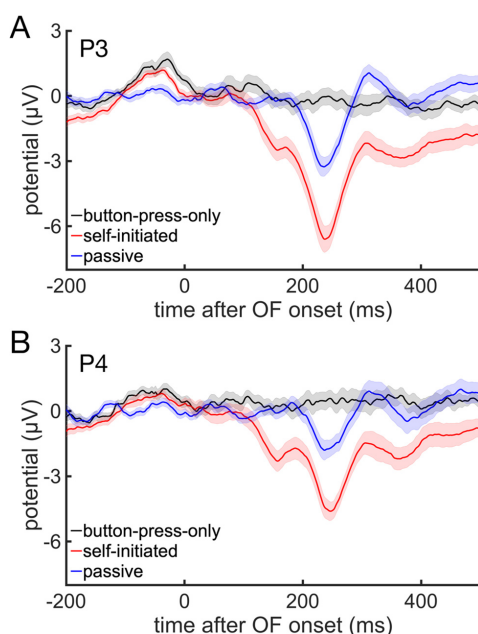 A
P3
3
0
-3
-6
potential (µV)
button-press-only
self-initiated
passive
-200
0
200
400
time after OF onset (ms)
B
P4
3
0
-3
-6
potential (µV)
button-press-only
self-initiated
passive
-200
0
200
400
time after OF onset (ms)